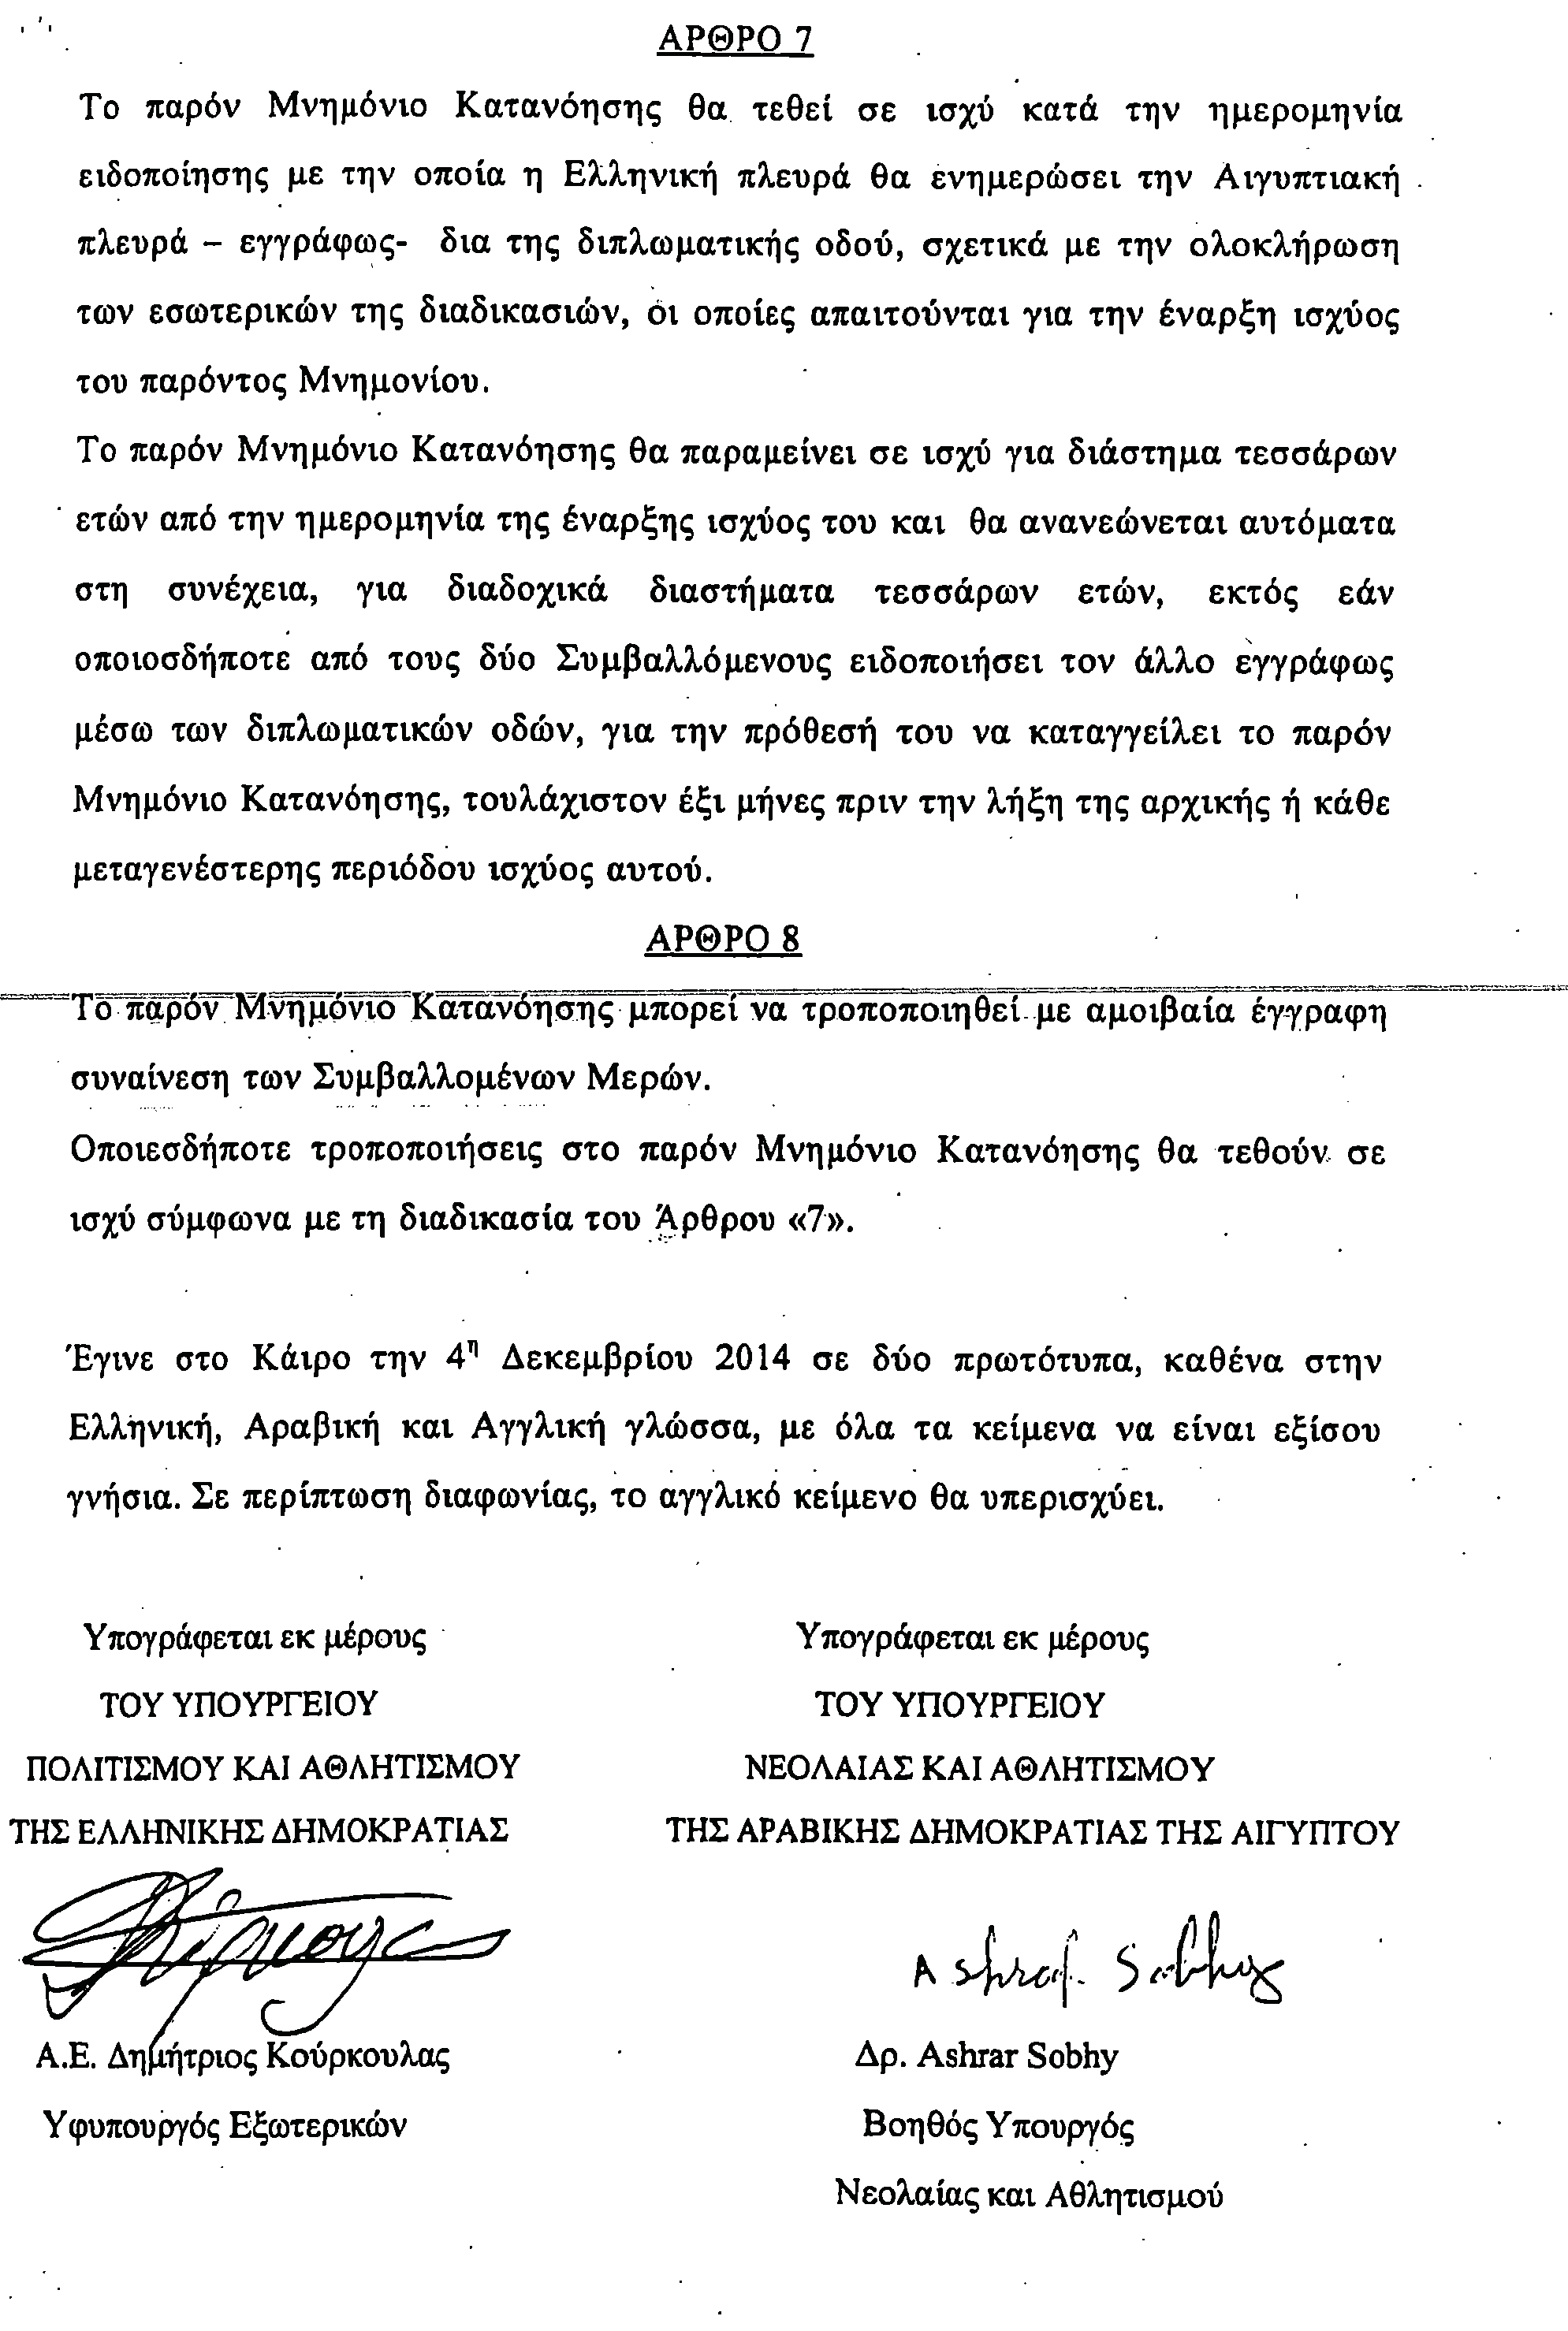 ΑΡΘΡΟ 7
Το παρόν Μνημόνιο Κατανόησης θα τεθεί σε ισχύ κατά την ημερομηνία
ειδοποίησης με την οποία η Ελληνική πλευρά θα ενημερώσει την Αιγυπτιακή
πλευρά – εγγράφως- δια της διπλωματικής οδού, σχετικά με την ολοκλήρωση
των εσωτερικών της διαδικασιών, οι οποίες απαιτούνται για την έναρξη ισχύος
του παρόντος Μνημονίου.
Το παρόν Μνημόνιο Κατανόησης θα παραμείνει σε ισχύ για διάστημα τεσσάρων
ετών από την ημερομηνία της έναρξης ισχύος του και θα ανανεώνεται αυτόματα
στη συνέχεια, για διαδοχικά διαστήματα τεσσάρων ετών, εκτός εάν
οποιοσδήποτε από τους δύο Συμβαλλόμενους ειδοποιήσει τον άλλο εγγράφως
μέσω των διπλωματικών οδών, για την πρόθεσή του να καταγγείλει το παρόν
Μνημόνιο Κατανόησης, τουλάχιστον έξι μήνες πριν την λήξη της αρχικής ή κάθε
μεταγενέστερης περιόδου ισχύος αυτού.
ΑΡΘΡΟ 8
Το παρόν Μνημόνιο Κατανόησης μπορεί να τροποποιηθεί με αμοιβαία έγγραφη
συναίνεση των Συμβαλλομένων Μερών.
Οποιεσδήποτε τροποποιήσεις στο παρόν Μνημόνιο Κατανόησης θα τεθούν σε
ισχύ σύμφωνα με τη διαδικασία του Άρθρου «7».
Έγινε στο Κάιρο την 4η Δεκεμβρίου 2014 σε δύο πρωτότυπα, καθένα στην
Ελληνική, Αραβική και Αγγλική γλώσσα, με όλα τα κείμενα να είναι εξίσου
γνήσια. Σε περίπτωση διαφωνίας, το αγγλικό κείμενο θα υπερισχύει.
Υπογράφεται εκ μέρους
ΤΟΥ ΥΠΟΥΡΓΕΙΟΥ
ΠΟΛΙΤΙΣΜΟΥ ΚΑΙ ΑΘΛΗΤΙΣΜΟΥ
ΤΗΣ ΕΛΛΗΝΙΚΗΣ ΔΗΜΟΚΡΑΤΙΑΣ
Α.Ε. Δημήτριος Κούρκουλας
Υφυπουργός Εξωτερικών
Υπογράφεται εκ μέρους
ΤΟΥ ΥΠΟΥΡΓΕΙΟΥ
ΝΕΟΛΑΙΑΣ ΚΑΙ ΑΘΛΗΤΙΣΜΟΥ
ΤΗΣ ΑΡΑΒΙΚΗΣ ΔΗΜΟΚΡΑΤΙΑΣ ΤΗΣ ΑΙΓΥΠΤΟΥ
Ashraf Sobhy
Δρ. Ashrar Sobhy
Βοηθός Υπουργός
Νεολαίας και Αθλητισμού